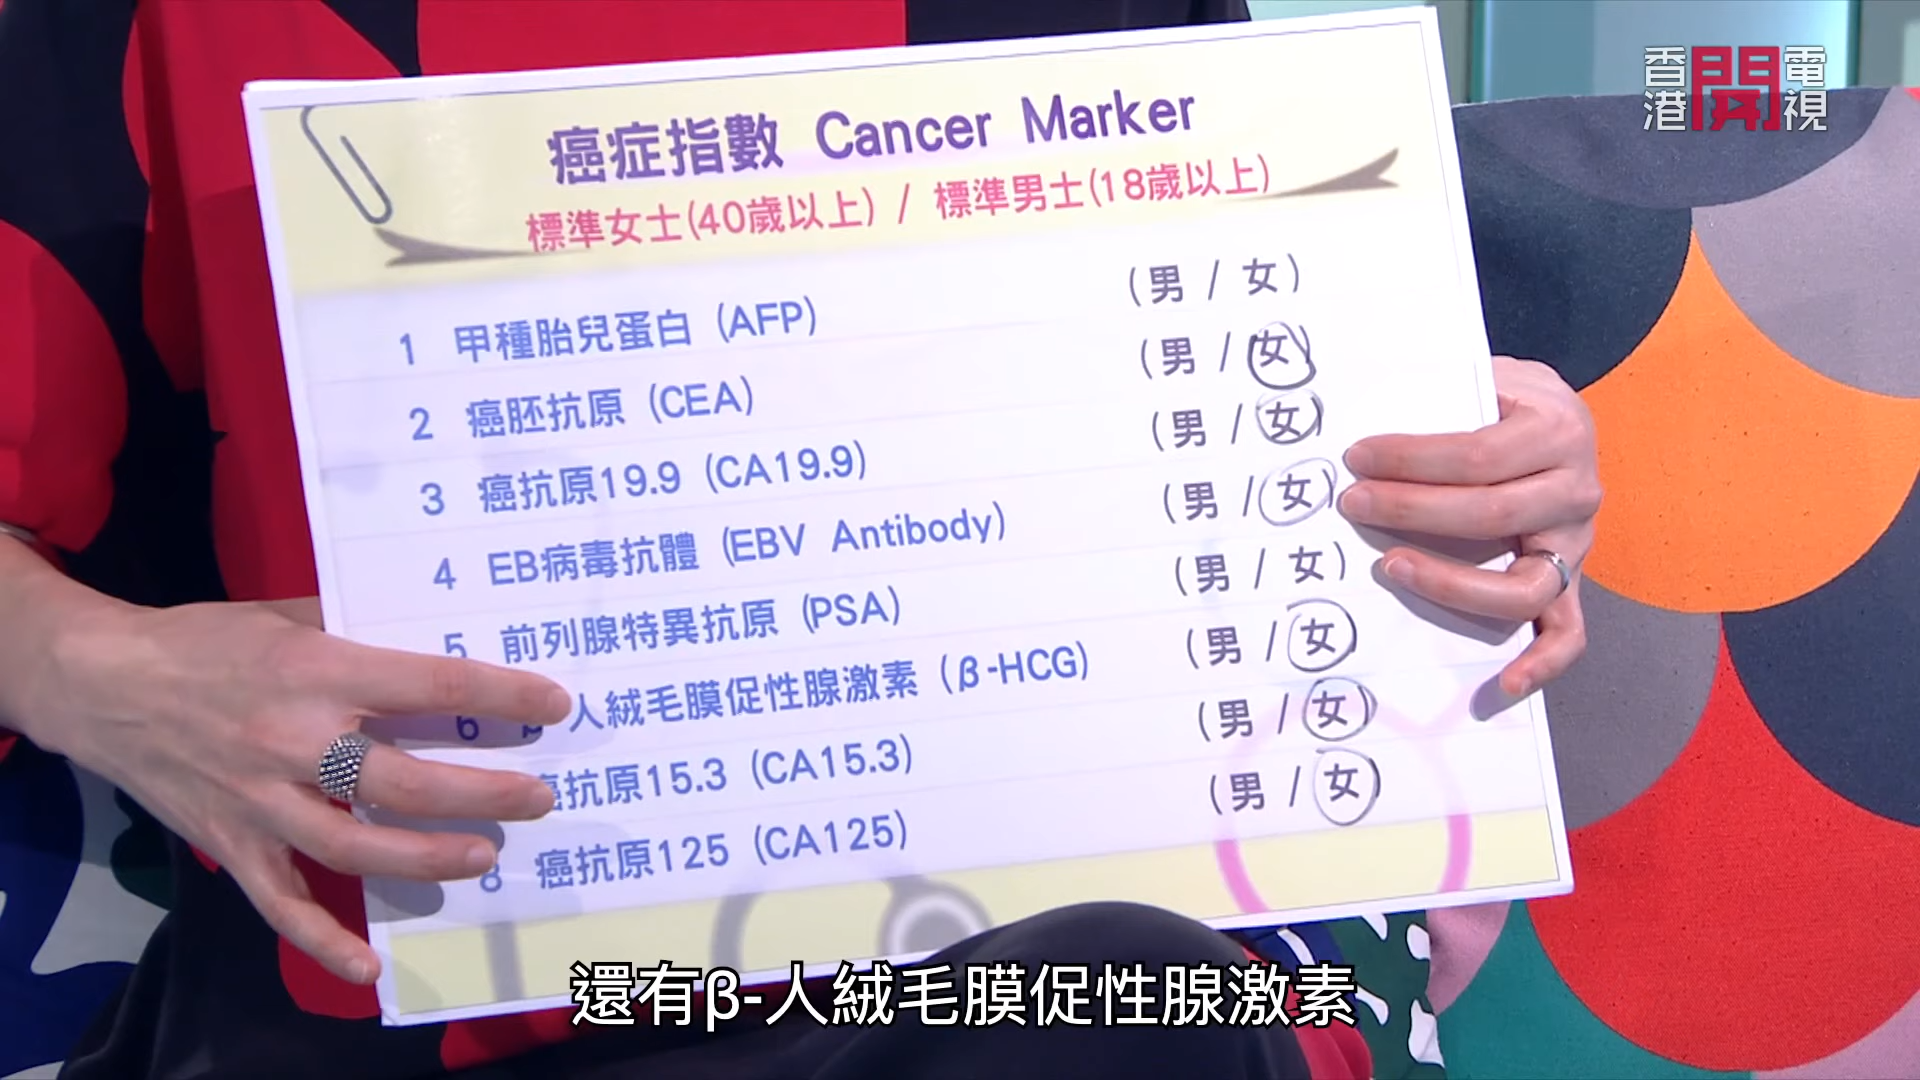 香港開電視
癌症指數 Cancer Marker
標準女士(40歲以上) / 標準男士(18歲以上)
1 甲種胎兒蛋白 (AFP) (男 / 女)
2 癌胚抗原 (CEA) (男 / 女)
3 癌抗原19.9 (CA19.9) (男 / 女)
4 EB病毒抗體 (EBV Antibody) (男 / 女)
5 前列腺特異抗原 (PSA) (男 / 女)
6 人絨毛膜促性腺激素 (β-HCG) (男 / 女)
癌抗原15.3 (CA15.3) (男 / 女)
8 癌抗原125 (CA125) (男 / 女)
還有β-人絨毛膜促性腺激素